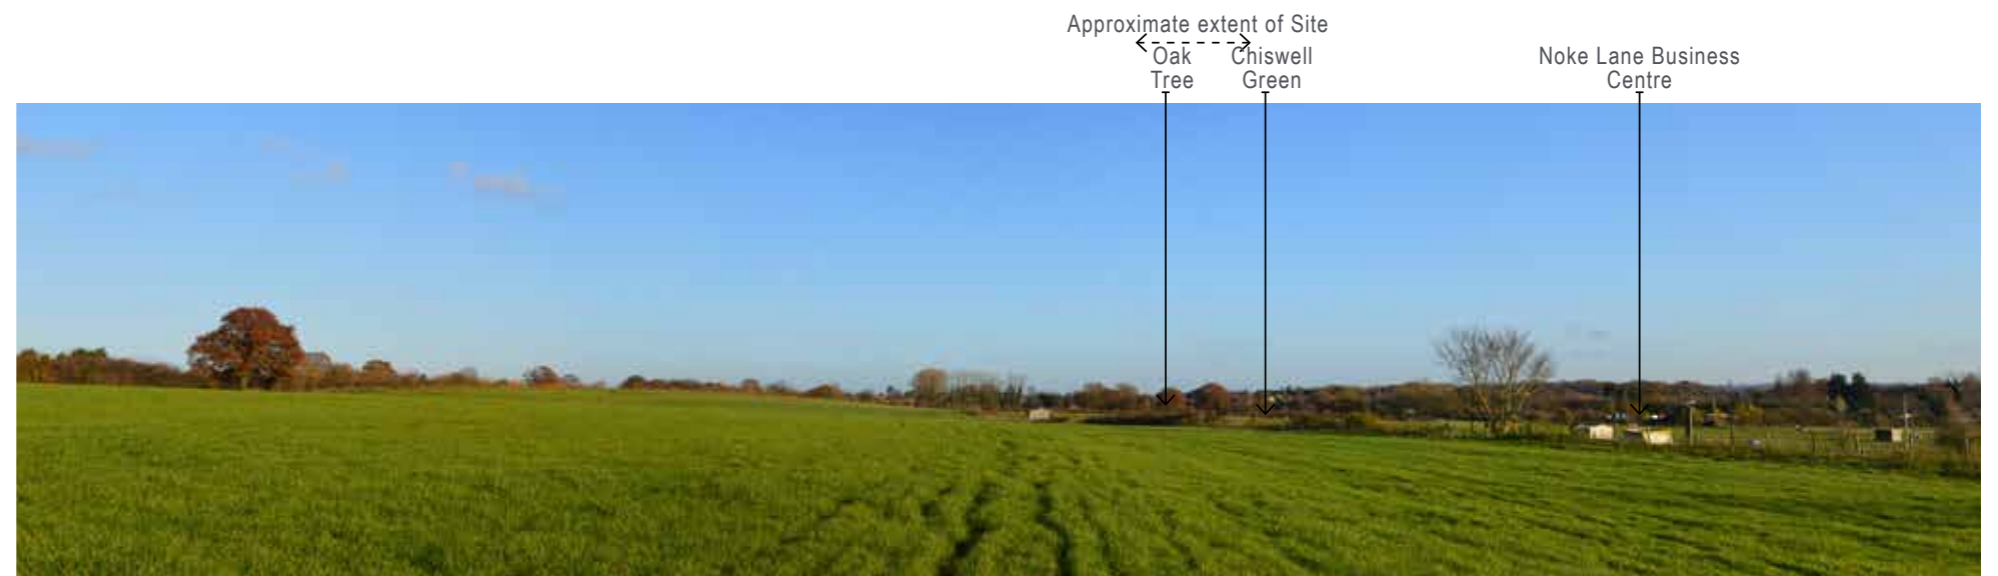 Approximate extent of Site
Oak
Tree
Chiswell
Green
Noke Lane Business
Centre